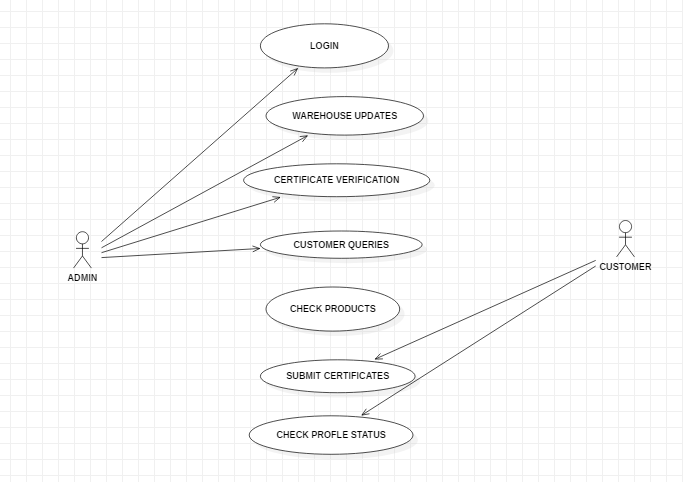 LOGIN
WAREHOUSE UPDATES
CERTIFICATE VERIFICATION
CUSTOMER QUERIES
ADMIN
CUSTOMER
CHECK PRODUCTS
SUBMIT CERTIFICATES
CHECK PROFLE STATUS